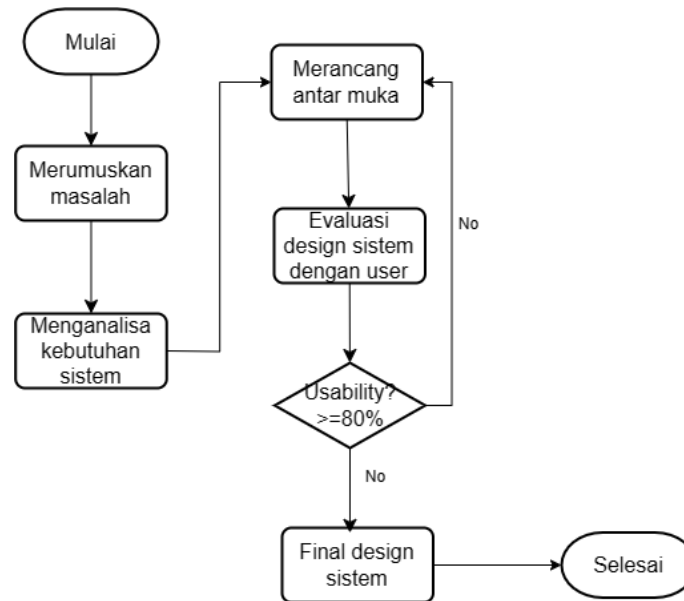 Mulai
Merumuskan
masalah
Menganalisa
kebutuhan
sistem
Merancang
antar muka
Evaluasi
design sistem
dengan user
No
Usability?
>=80%
No
Final design
sistem
Selesai